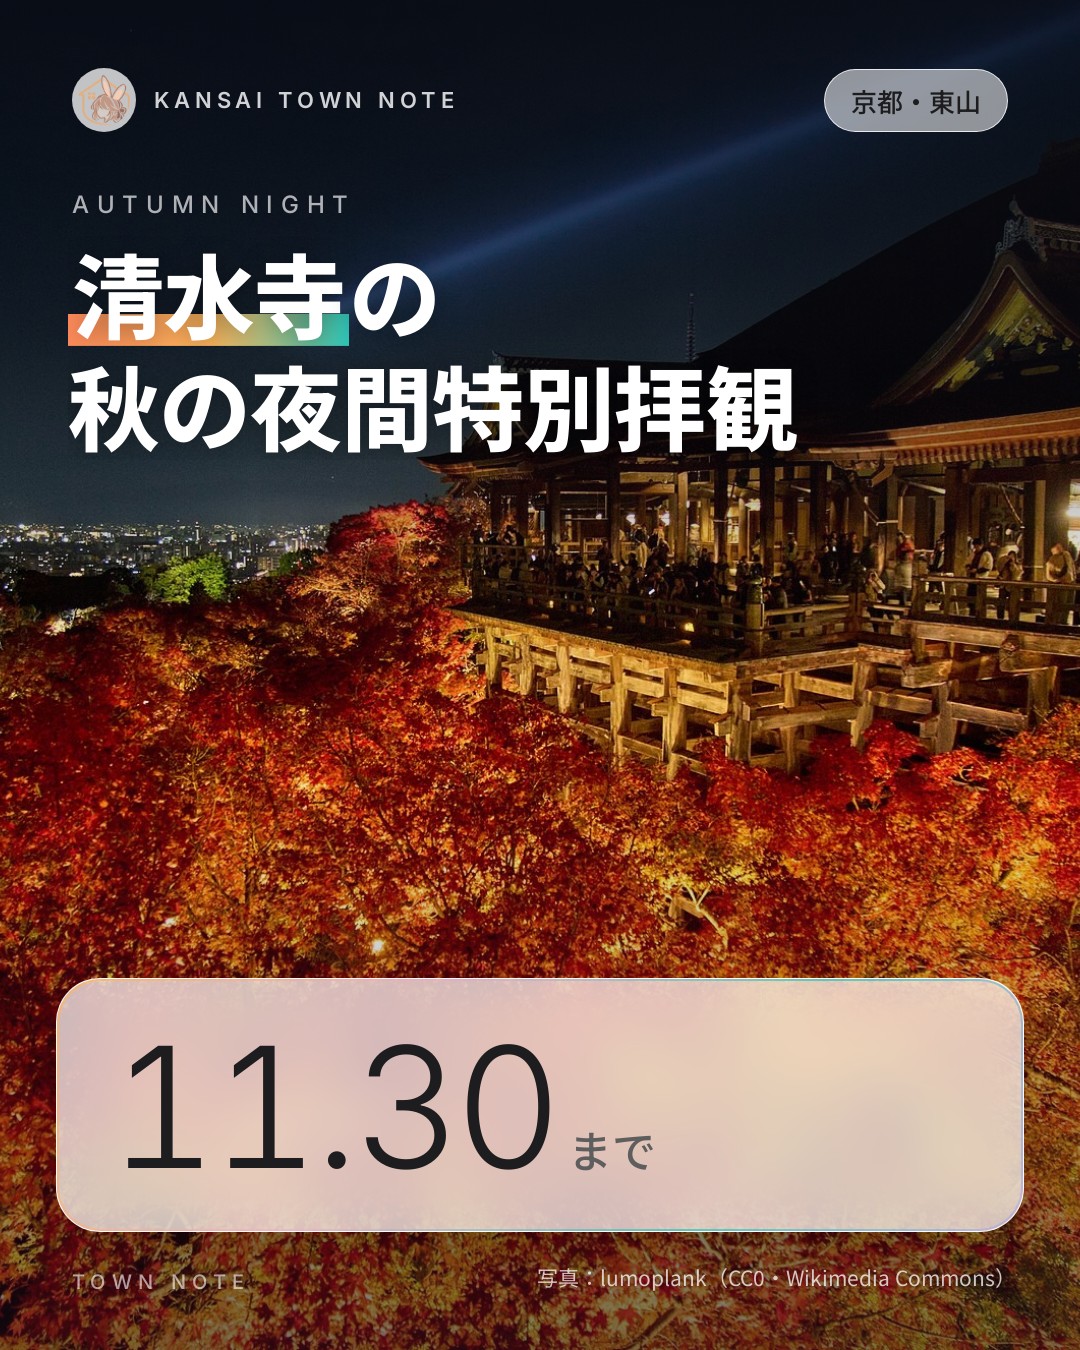 KANSAI TOWN NOTE
京都・東山
AUTUMN NIGHT
清水寺の
秋の夜間特別拝観
11.30 まで
TOWN NOTE
写真：lumoplank（CC0・Wikimedia Commons）